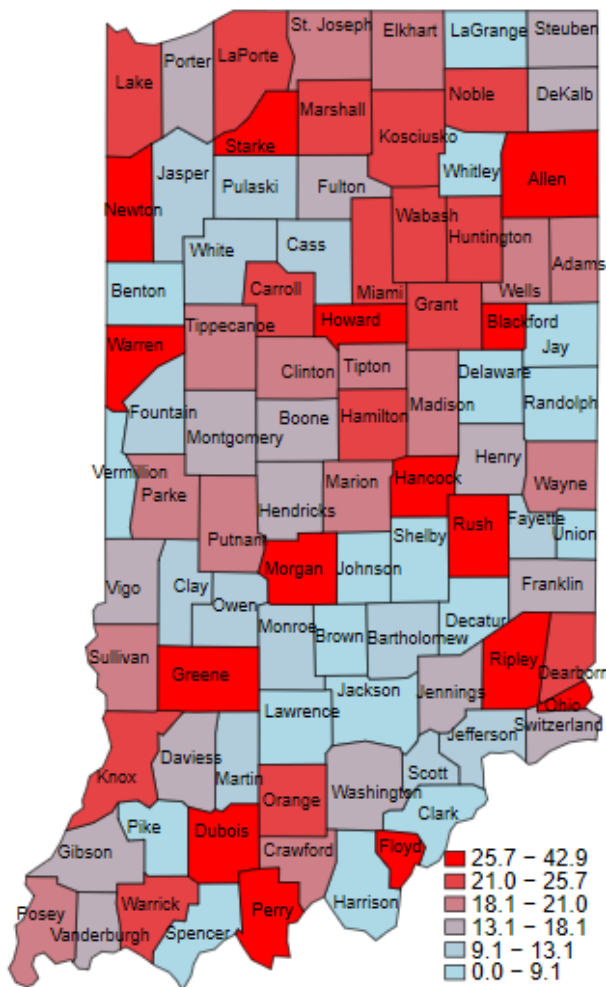 St. Joseph
Elkhart
LaGrange
Steuben
LaPorte
Porter
Lake
Noble
DeKalb
Marshall
Starke
Kosciusko
Whitley
Allen
Jasper
Pulaski
Fulton
Newton
Wabash
Huntington
White
Cass
Adams
Wells
Benton
Carroll
Miami
Grant
Howard
Blackford
Tippecanoe
Jay
Warren
Clinton
Tipton
Delaware
Madison
Randolph
Fountain
Boone
Hamilton
Montgomery
Henry
Vermillion
Parke
Marion
Hancock
Wayne
Hendricks
Fayette
Rush
Shelby
Putnam
Union
Morgan
Johnson
Vigo
Clay
Franklin
Owen
Decatur
Monroe
Brown
Bartholomew
Sullivan
Ripley
Dearborn
Greene
Jackson
Jennings
Ohio
Lawrence
Switzerland
Jefferson
Daviess
Knox
Martin
Scott
Orange
Washington
Clark
Pike
Dubois
Floyd
Gibson
Crawford
Harrison
Posey
Warrick
Perry
Spencer
Vanderburgh
25.7 – 42.9
21.0 – 25.7
18.1 – 21.0
13.1 – 18.1
9.1 – 13.1
0.0 – 9.1